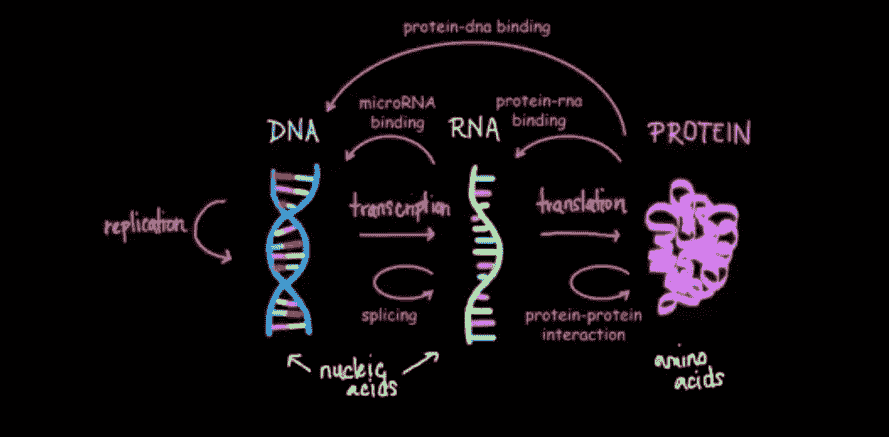 protein-dna binding
microRNA
binding
protein-rna
binding
DNA
RNA
PROTEIN
replication
transcription
translation
splicing
protein-protein
interaction
nucleic
acids
amino
acids